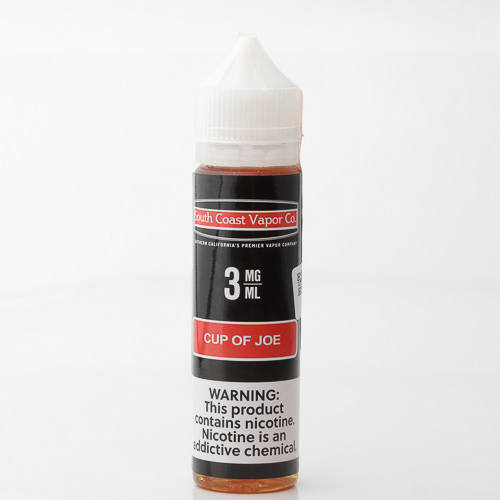 South Coast Vapor Co.
SOUTHERN CALIFORNIA'S PREMIER VAPOR COMPANY
3 MG
ML
CUP OF JOE
WARNING:
This product
contains nicotine.
Nicotine is an
addictive chemical.